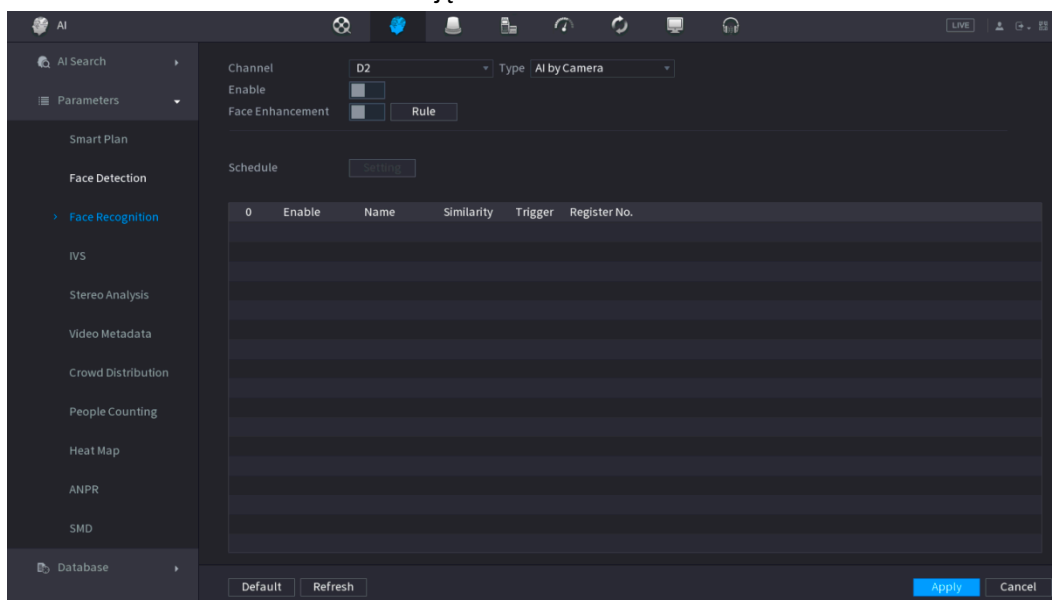 ją
AI
LIVE
AI Search
Parameters
Smart Plan
Face Detection
Face Recognition
IVS
Stereo Analysis
Video Metadata
Crowd Distribution
People Counting
Heat Map
ANPR
SMD
Database
Channel D2 Type AI by Camera
Enable
Face Enhancement Rule
Schedule Setting
0 Enable Name Similarity Trigger Register No.
Default Refresh Apply Cancel